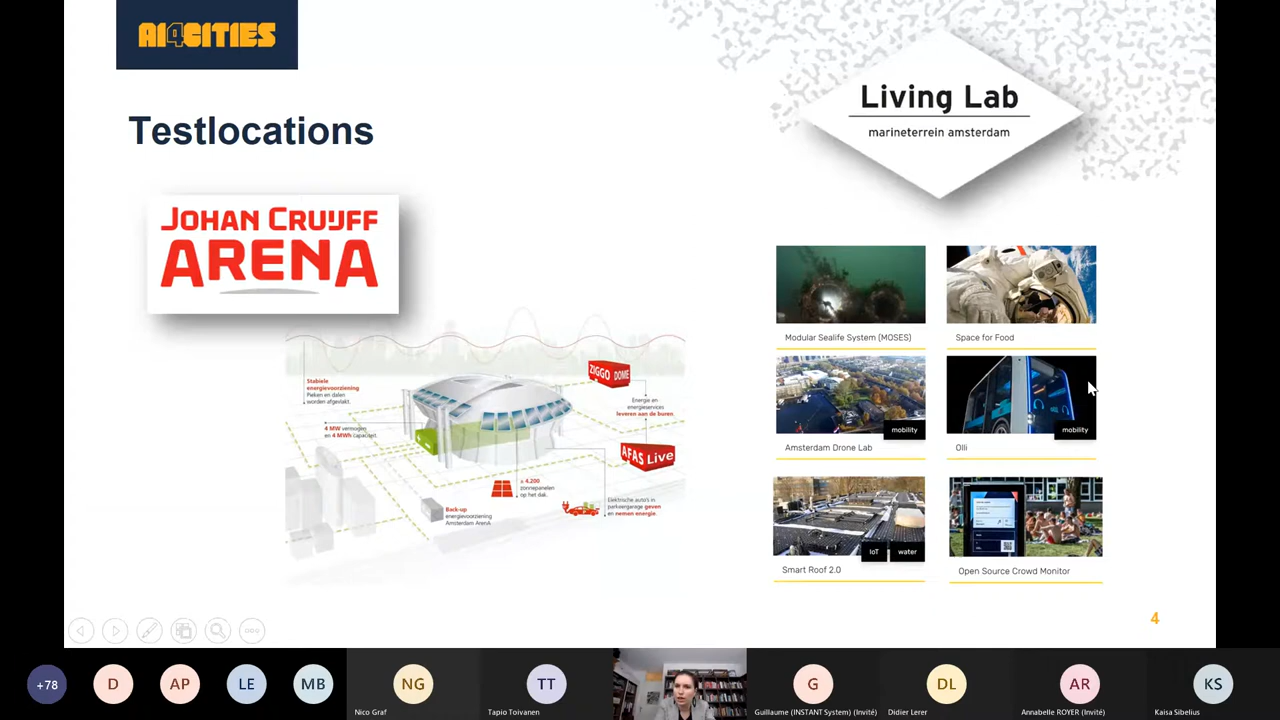 AI4CITIES
Testlocations
Living Lab
marineterrein amsterdam
JOHAN CRUIJFF
ARENA
Stabiele
energievoorziening
Pieken en dalen
worden afgevlakt.
4 MW vermogen
en 4 MWh capaciteit.
ZIGGO DOME
Energie en
energieservices
leveren aan de buren.
AFAS Live
± 4.200
zonnepanelen
op het dak.
Elektrische auto's in
parkeergarage geven
en nemen energie.
Back-up
energievoorziening
Amsterdam ArenA
Modular Sealife System (MOSES)
Space for Food
mobility
Amsterdam Drone Lab
mobility
Olli
IoT
water
Smart Roof 2.0
Open Source Crowd Monitor
4
+78
D
AP
LE
MB
NG
Nico Graf
TT
Tapio Toivanen
G
Guillaume (INSTANT System) (Invité)
DL
Didier Lerer
AR
Annabelle ROYER (Invité)
KS
Kaisa Sibelius